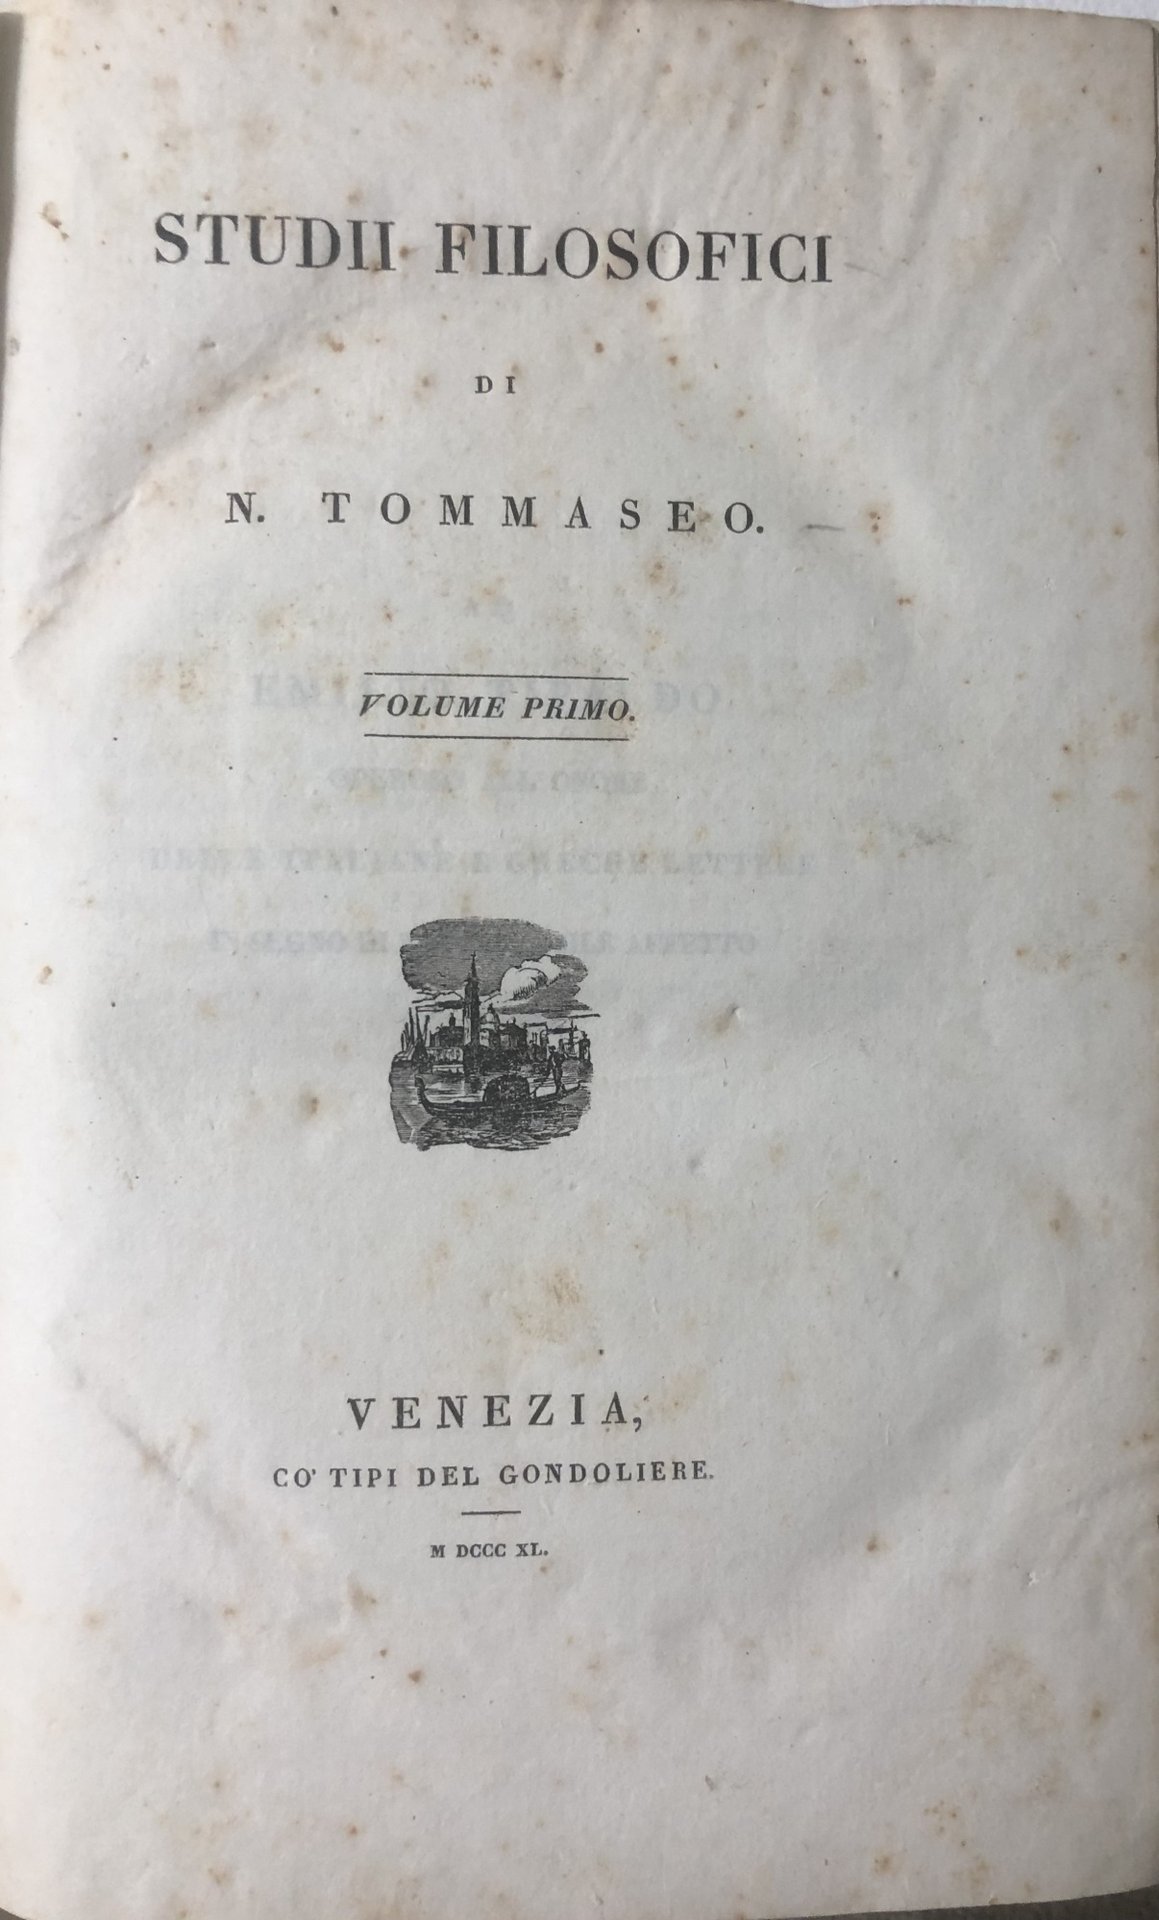 STUDII FILOSOFICI
DI
N. TOMMASEO.
VOLUME PRIMO.
VENEZIA,
CO' TIPI DEL GONDOLIERE.
M DCCC XL.